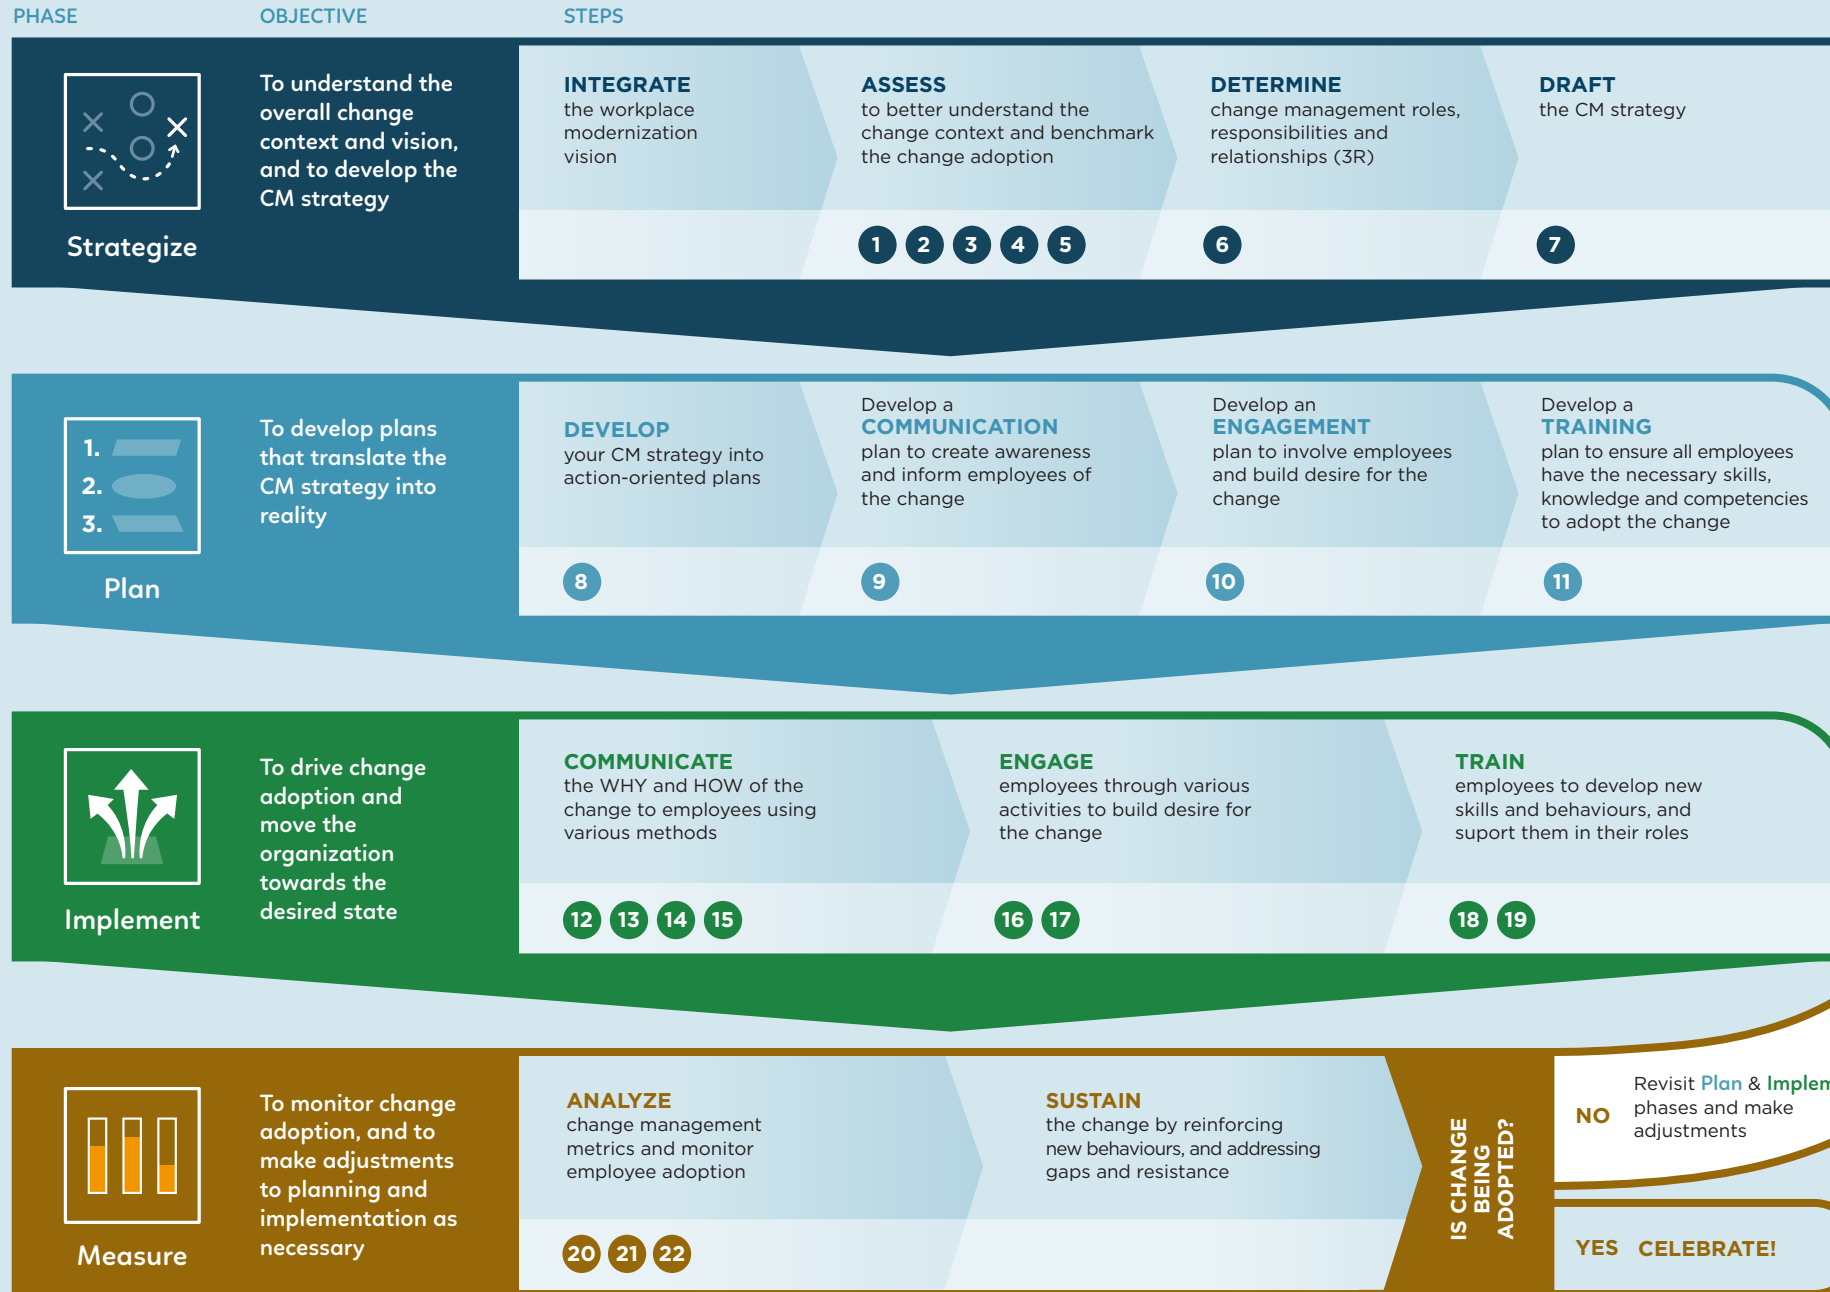 PHASE
OBJECTIVE
STEPS
Strategize
To understand the
overall change
context and vision,
and to develop the
CM strategy
INTEGRATE
the workplace
modernization
vision
ASSESS
to better understand the
change context and benchmark
the change adoption
1 2 3 4 5
DETERMINE
change management roles,
responsibilities and
relationships (3R)
6
DRAFT
the CM strategy
7
1.
2.
3.
Plan
To develop plans
that translate the
CM strategy into
reality
DEVELOP
your CM strategy into
action-oriented plans
8
Develop a
COMMUNICATION
plan to create awareness
and inform employees of
the change
9
Develop an
ENGAGEMENT
plan to involve employees
and build desire for the
change
10
Develop a
TRAINING
plan to ensure all employees
have the necessary skills,
knowledge and competencies
to adopt the change
11
Implement
To drive change
adoption and
move the
organization
towards the
desired state
COMMUNICATE
the WHY and HOW of the
change to employees using
various methods
12 13 14 15
ENGAGE
employees through various
activities to build desire for
the change
16 17
TRAIN
employees to develop new
skills and behaviours, and
suport them in their roles
18 19
Measure
To monitor change
adoption, and to
make adjustments
to planning and
implementation as
necessary
ANALYZE
change management
metrics and monitor
employee adoption
20 21 22
SUSTAIN
the change by reinforcing
new behaviours, and addressing
gaps and resistance
IS CHANGE
BEING
ADOPTED?
NO
Revisit Plan & Implem
phases and make
adjustments
YES CELEBRATE!